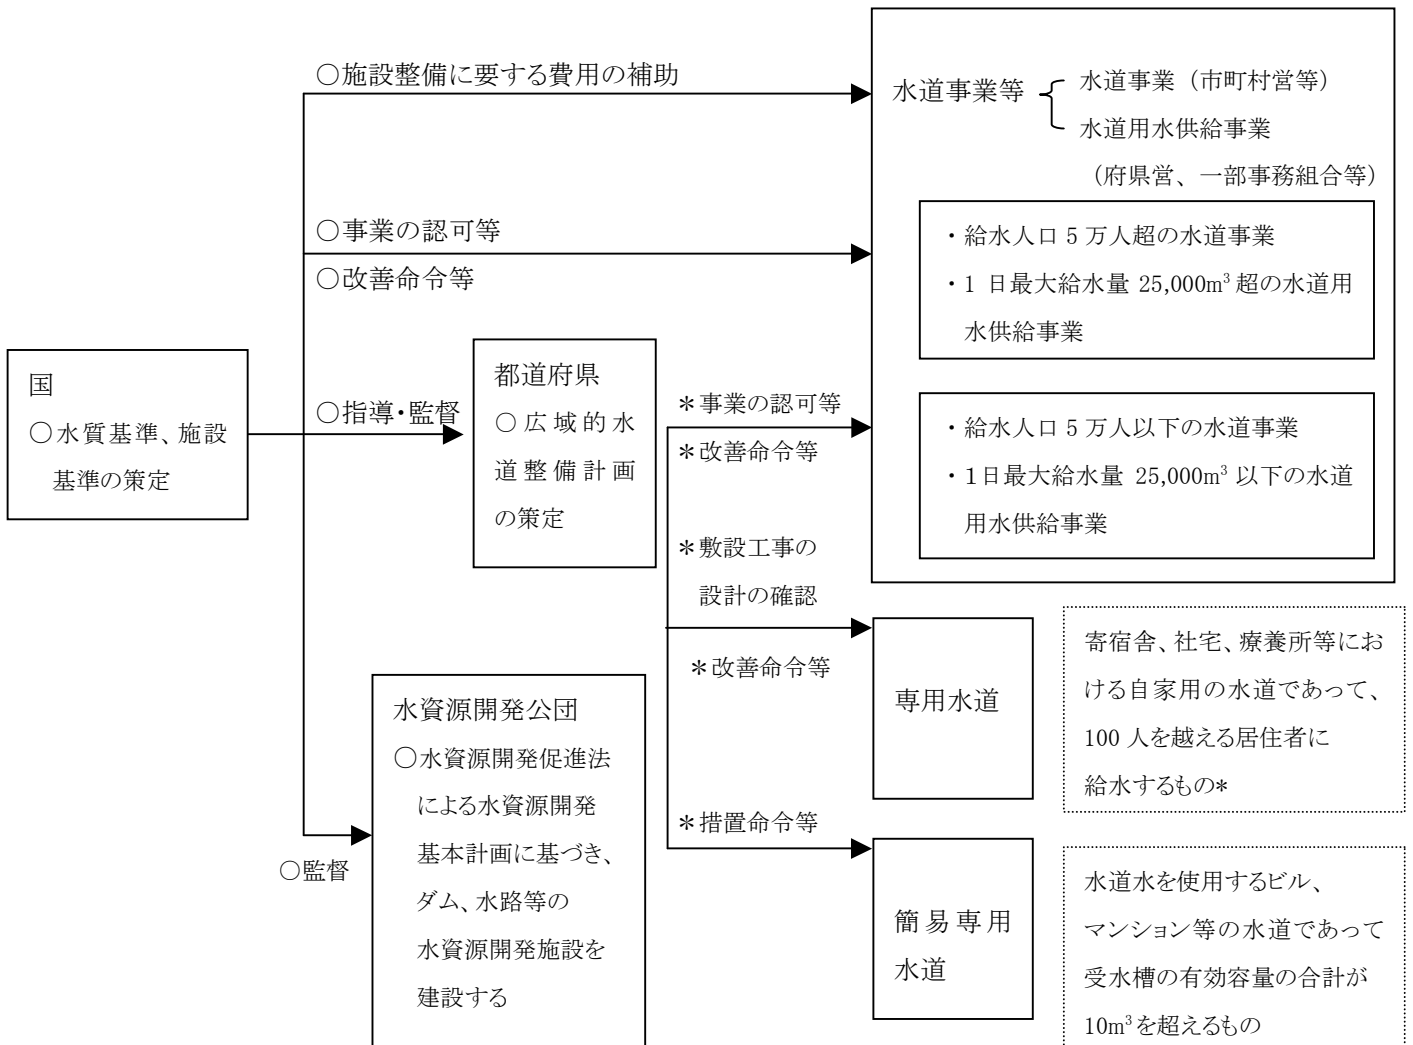 ○施設整備に要する費用の補助
水道事業等
水道事業（市町村営等）
水道用水供給事業
（府県営、一部事務組合等）
○事業の認可等
○改善命令等
・給水人口 5 万人超の水道事業
・1 日最大給水量 25,000m³ 超の水道用
水供給事業
国
○水質基準、施設
基準の策定
○指導・監督
都道府県
○広域的水
道整備計画
の策定
＊事業の認可等
＊改善命令等
・給水人口 5 万人以下の水道事業
・1日最大給水量 25,000m³ 以下の水道
用水供給事業
＊敷設工事の
設計の確認
＊改善命令等
専用水道
寄宿舎、社宅、療養所等にお
ける自家用の水道であって、
100 人を越える居住者に
給水するもの*
○監督
水資源開発公団
○水資源開発促進法
による水資源開発
基本計画に基づき、
ダム、水路等の
水資源開発施設を
建設する
＊措置命令等
簡易専用
水道
水道水を使用するビル、
マンション等の水道であって
受水槽の有効容量の合計が
10m³を超えるもの